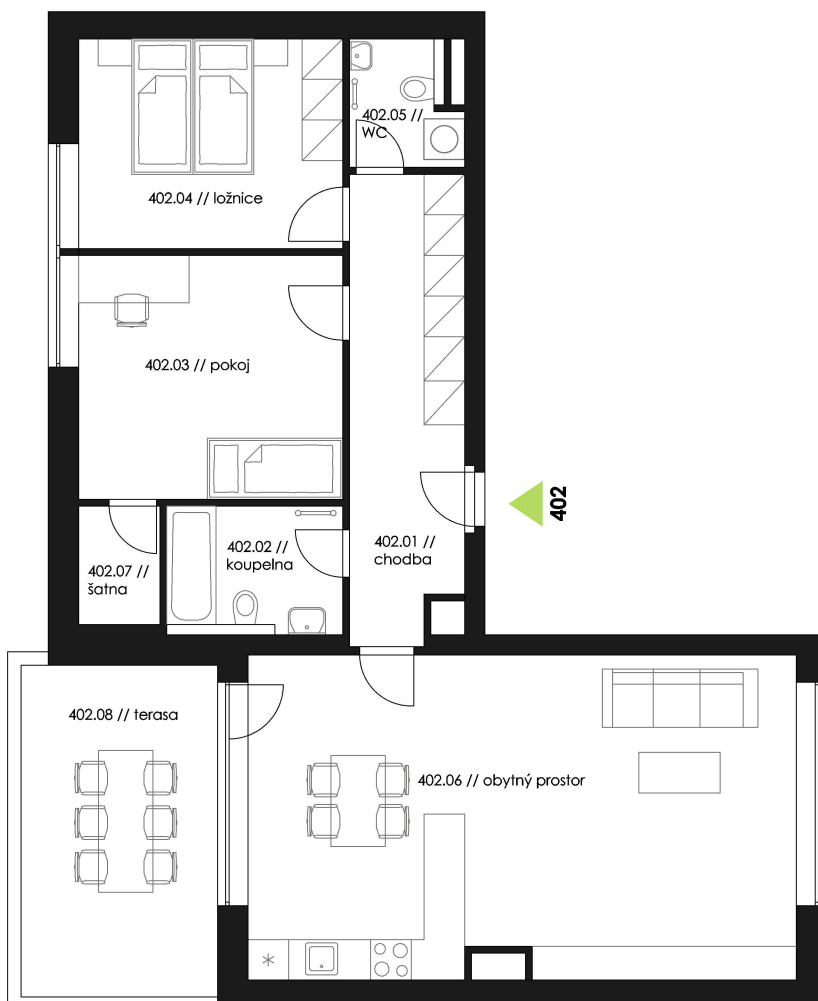 402.05 //
WC
402.04 // ložnice
402.03 // pokoj
402
402.02 //
koupelna
402.01 //
chodba
402.07 //
šatna
402.08 // terasa
402.06 // obytný prostor